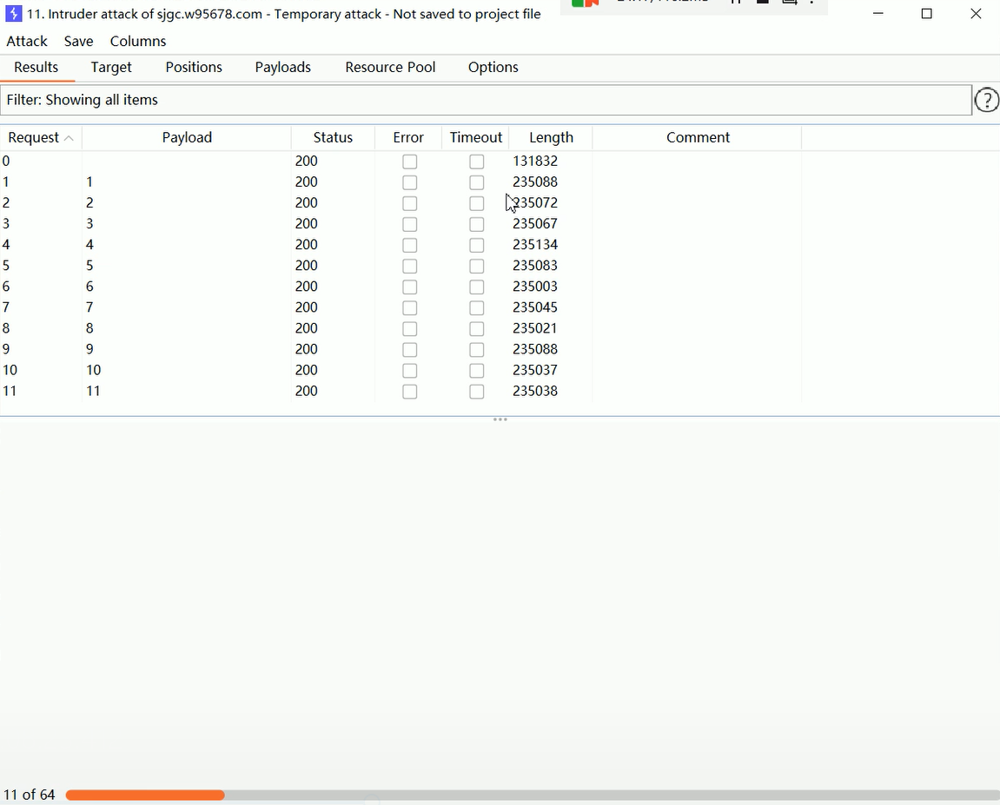 11. Intruder attack of sjgc.w95678.com - Temporary attack - Not saved to project file
Attack Save Columns
Results Target Positions Payloads Resource Pool Options
Filter: Showing all items
?
Request Payload Status Error Timeout Length Comment
0 200 131832
1 1 200 235088
2 2 200 235072
3 3 200 235067
4 4 200 235134
5 5 200 235083
6 6 200 235003
7 7 200 235045
8 8 200 235021
9 9 200 235088
10 10 200 235037
11 11 200 235038
11 of 64